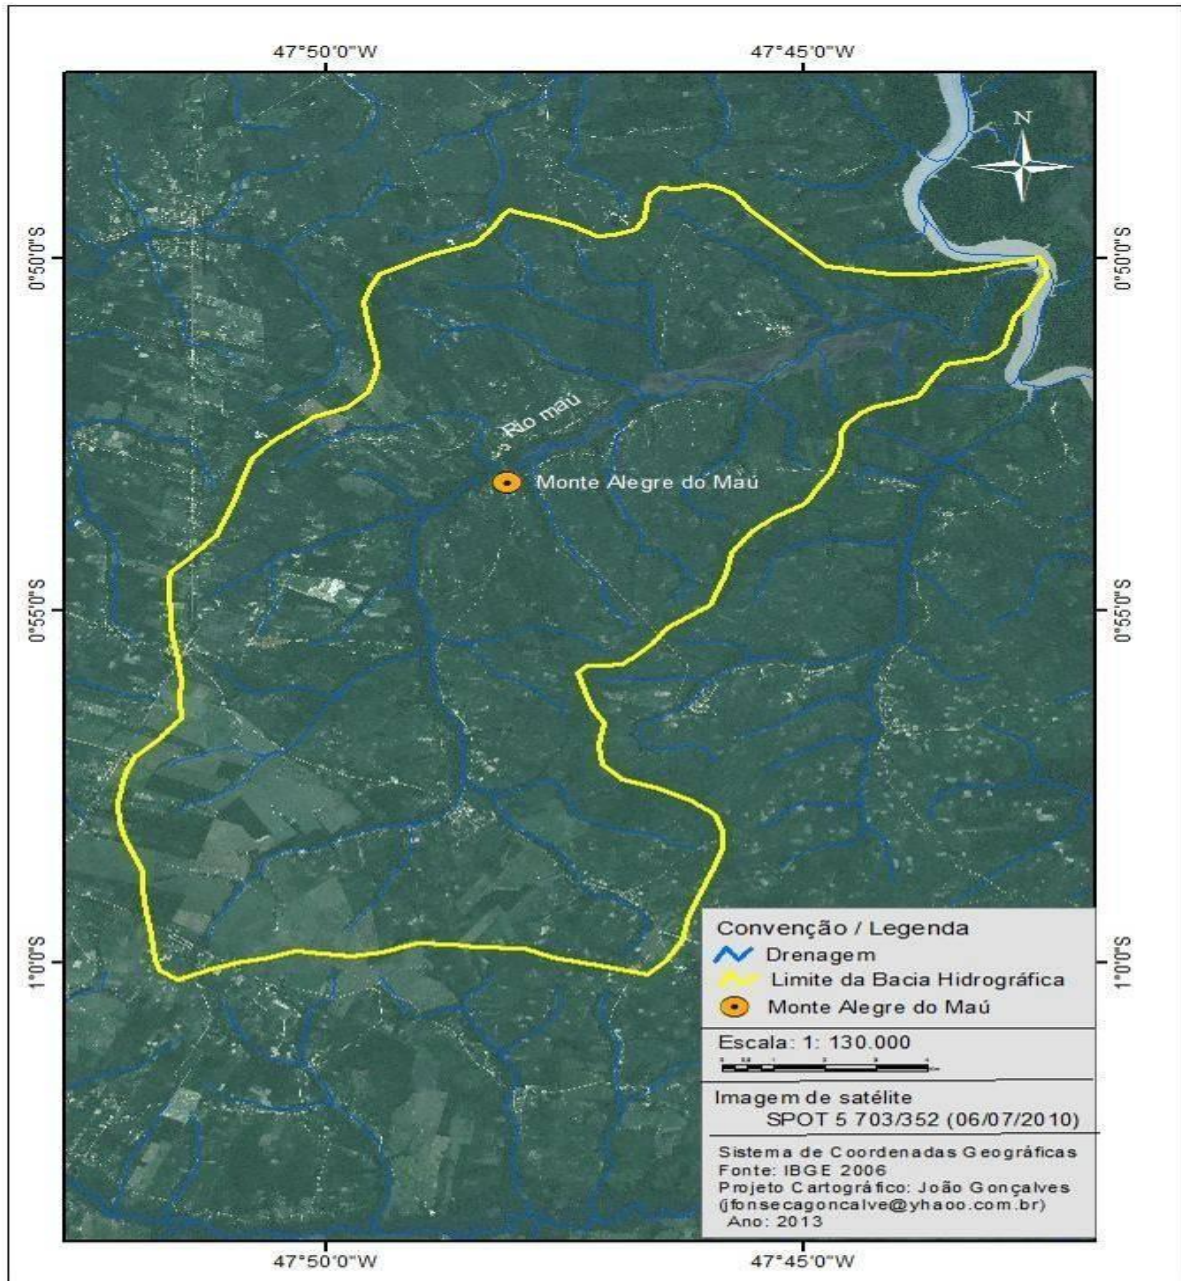 47°50'0"W 47°45'0"W
N
0°50'0"S 0°50'0"S
Rio maú
Monte Alegre do Maú
0°55'0"S 0°55'0"S
Convenção / Legenda
Drenagem
Limite da Bacia Hidrográfica
Monte Alegre do Maú
1°0'0"S 1°0'0"S
Escala: 1: 130.000
Imagem de satélite
SPOT 5 703/352 (06/07/2010)
Sistema de Coordenadas Geográficas
Fonte: IBGE 2006
Projeto Cartográfico: João Gonçalves
(jfonsecagoncalve@yhaoo.com.br)
Ano: 2013
47°50'0"W 47°45'0"W